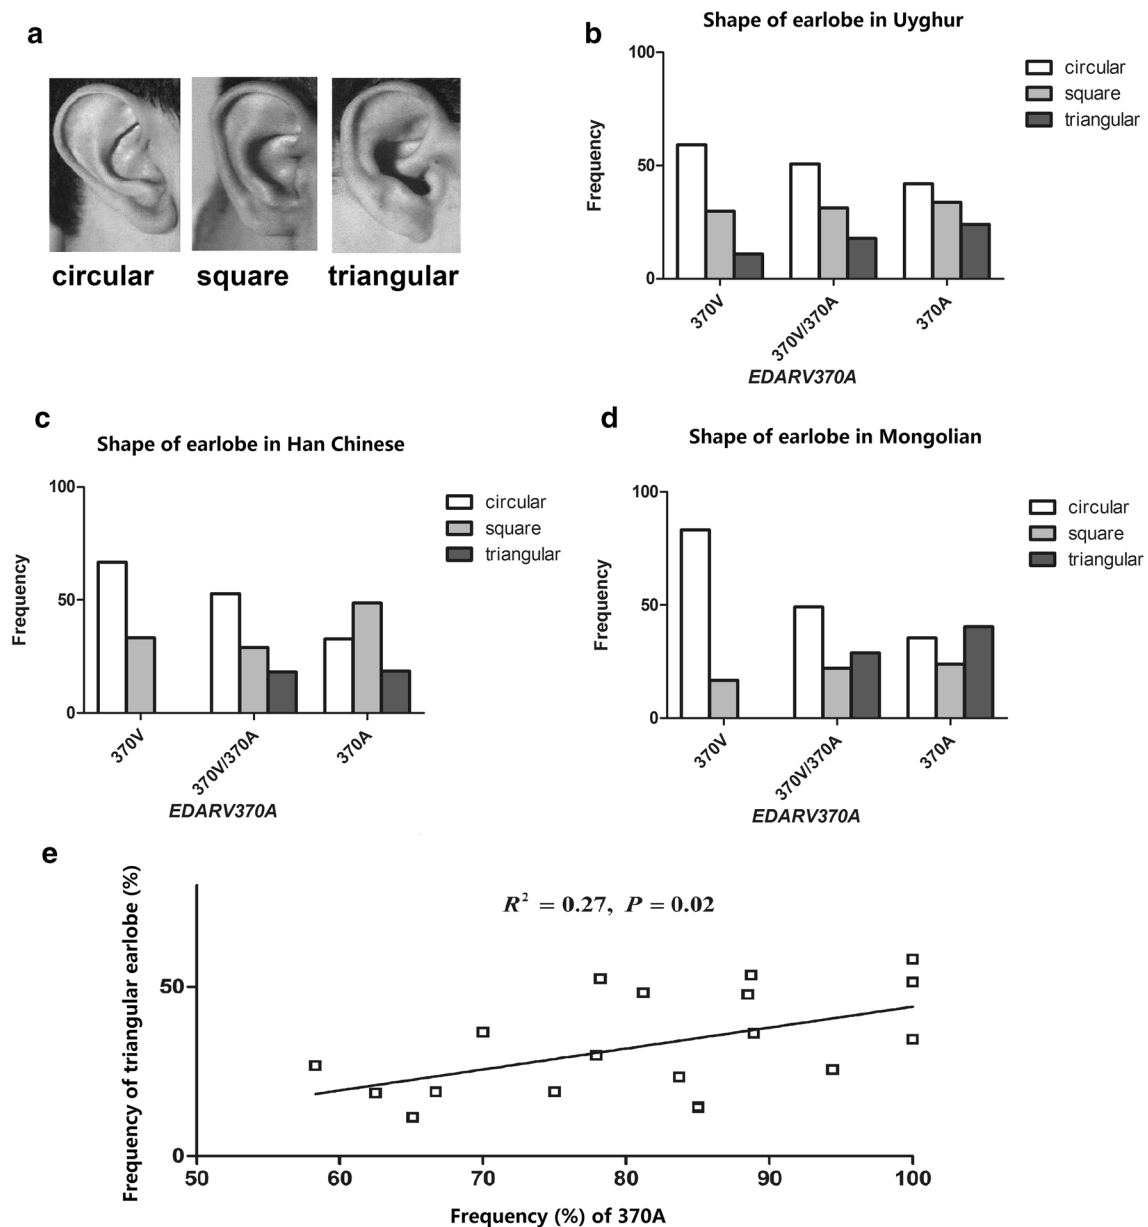 a
circular
square
triangular
b
Shape of earlobe in Uyghur
100
50
0
Frequency
370V
370V/370A
370A
EDARV370A
circular
square
triangular
c
Shape of earlobe in Han Chinese
100
50
0
Frequency
370V
370V/370A
370A
EDARV370A
circular
square
triangular
d
Shape of earlobe in Mongolian
100
50
0
Frequency
370V
370V/370A
370A
EDARV370A
circular
square
triangular
e
Frequency of triangular earlobe (%)
R² = 0.27, P = 0.02
50
0
50 60 70 80 90 100
Frequency (%) of 370A